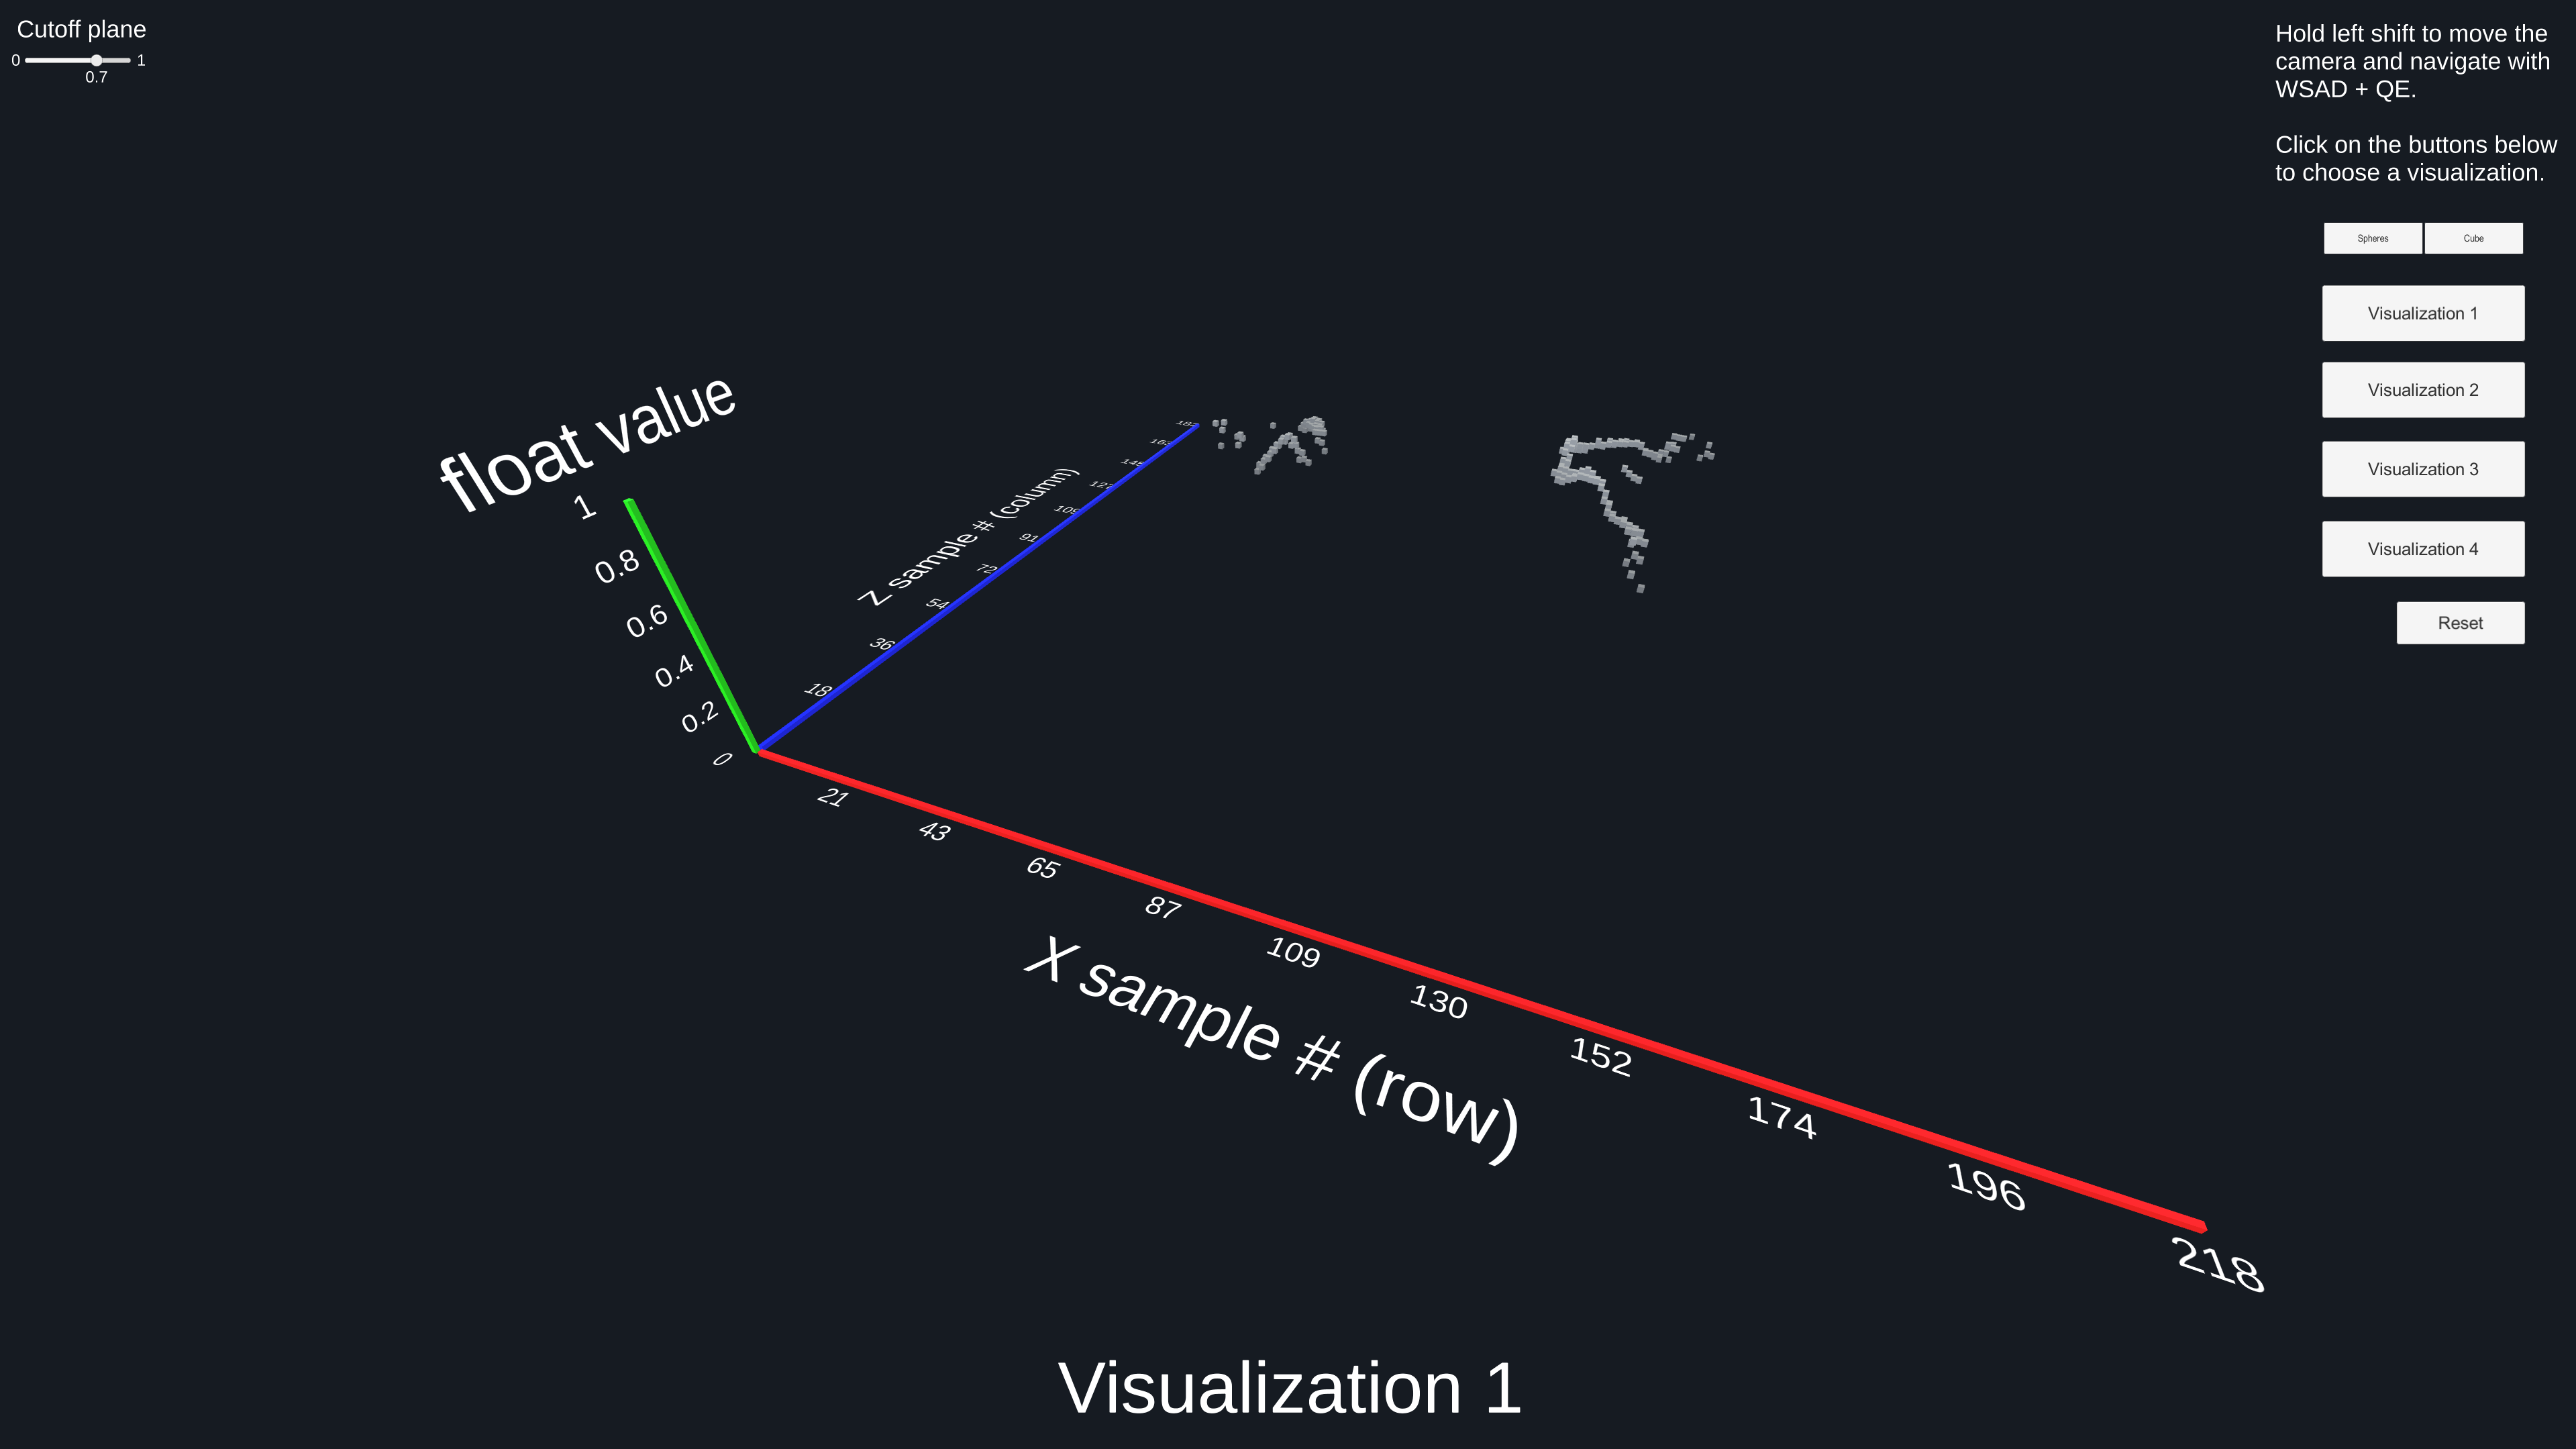 Cutoff plane
0 1
0.7
Hold left shift to move the
camera and navigate with
WSAD + QE.
Click on the buttons below
to choose a visualization.
Spheres Cube
Visualization 1
Visualization 2
Visualization 3
Visualization 4
Reset
float value
1
0.8
0.6
0.4
0.2
0
Z sample # (column)
163
145
127
109
91
72
54
36
18
21
43
65
87
109
130
152
174
196
218
X sample # (row)
Visualization 1